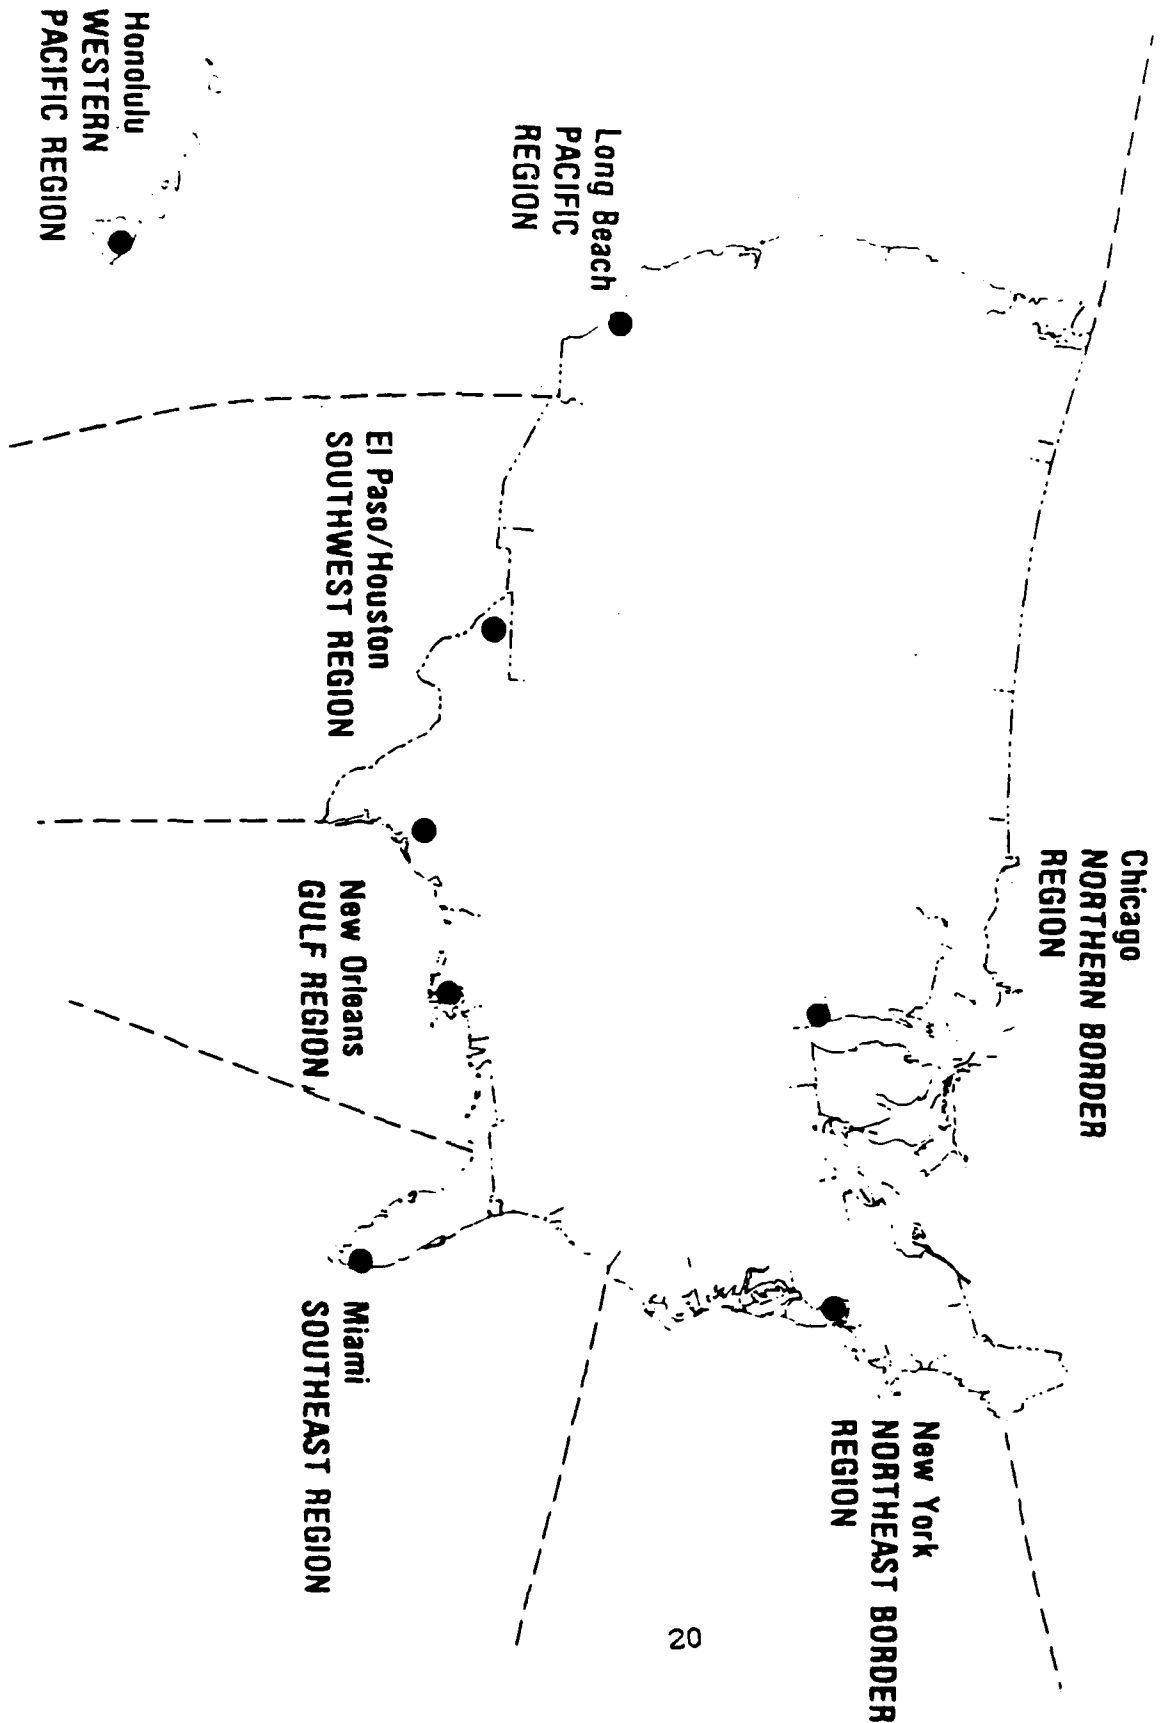 Chicago
NORTHERN BORDER
REGION
New York
NORTHEAST BORDER
REGION
Long Beach
PACIFIC
REGION
El Paso/Houston
SOUTHWEST REGION
New Orleans
GULF REGION
Miami
SOUTHEAST REGION
Honolulu
WESTERN
PACIFIC REGION
20